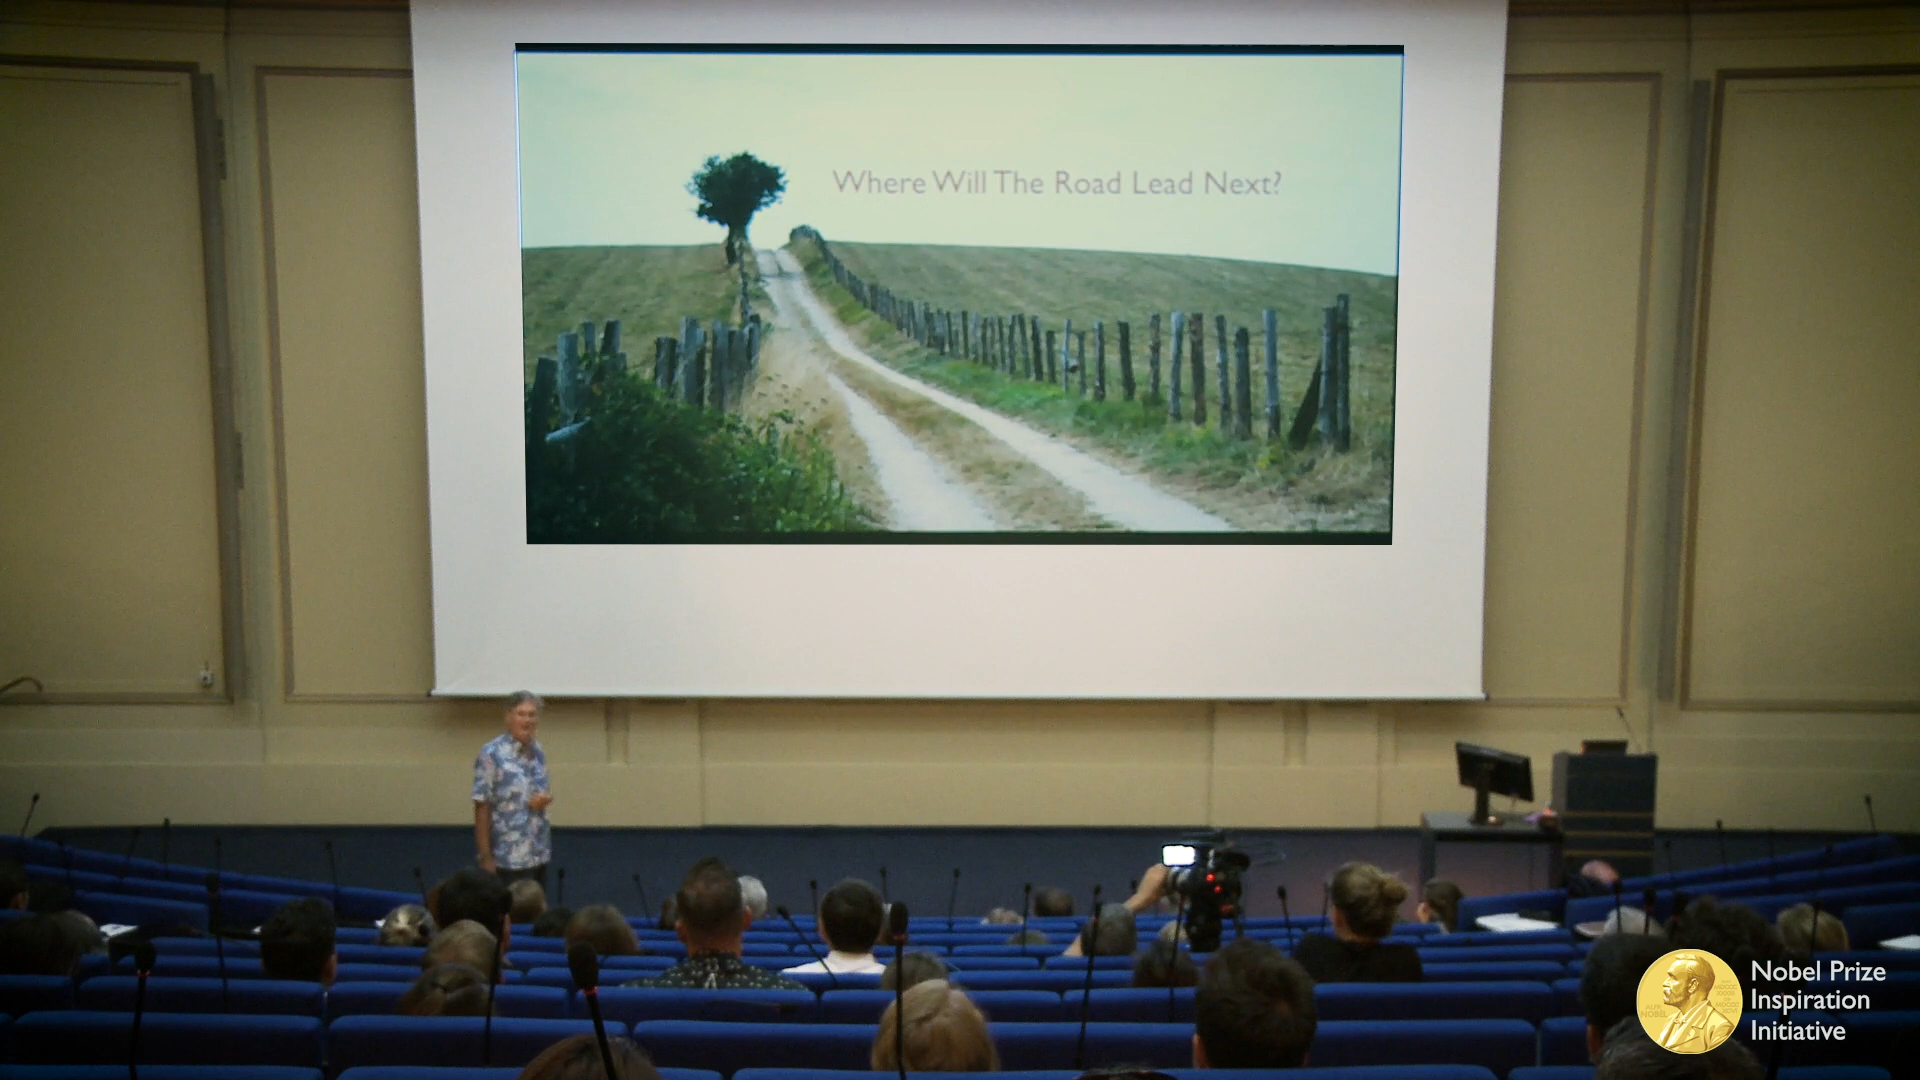 Where Will The Road Lead Next?
Nobel Prize
Inspiration
Initiative